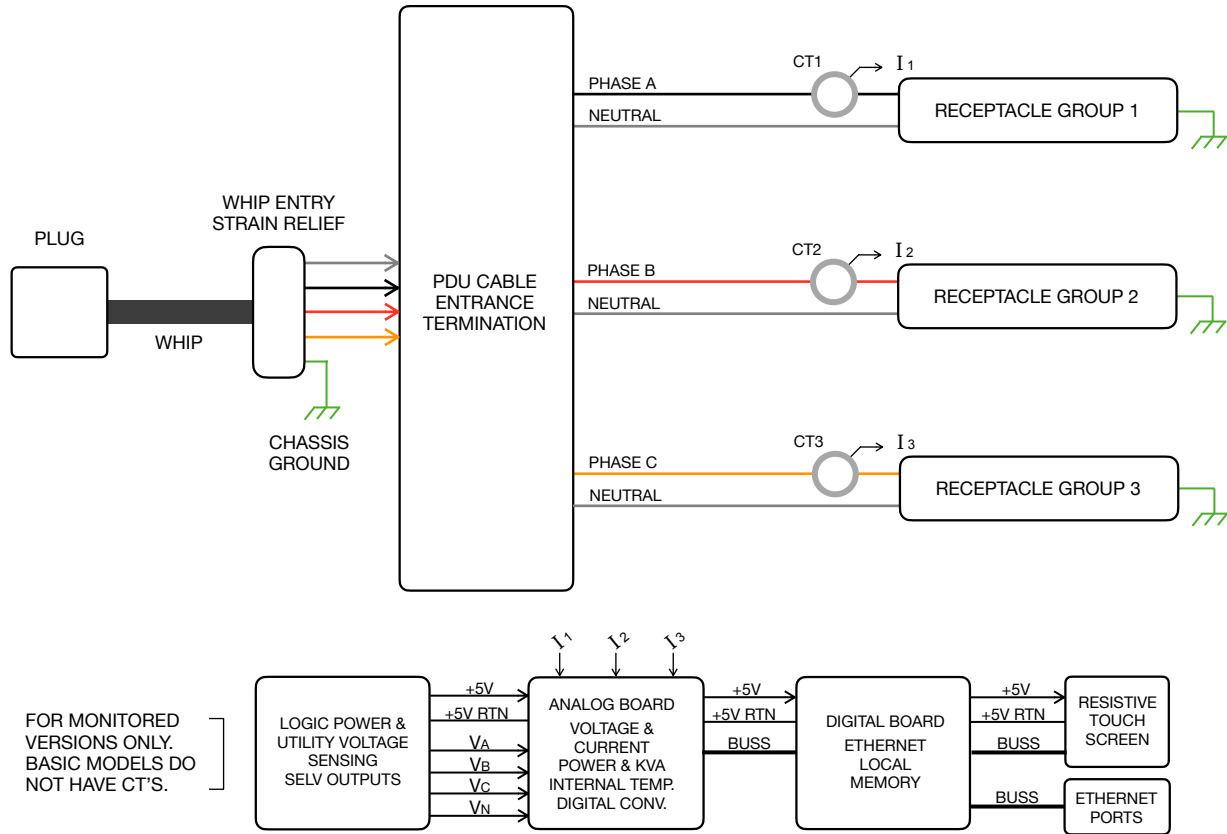 CT1
I 1
PHASE A
NEUTRAL
RECEPTACLE GROUP 1
WHIP ENTRY
STRAIN RELIEF
PLUG
WHIP
CHASSIS
GROUND
PDU CABLE
ENTRANCE
TERMINATION
CT2
I 2
PHASE B
NEUTRAL
RECEPTACLE GROUP 2
CT3
I 3
PHASE C
NEUTRAL
RECEPTACLE GROUP 3
FOR MONITORED
VERSIONS ONLY.
BASIC MODELS DO
NOT HAVE CT'S.
LOGIC POWER &
UTILITY VOLTAGE
SENSING
SELV OUTPUTS
+5V
+5V RTN
VA
VB
VC
VN
I 1
I 2
I 3
ANALOG BOARD
VOLTAGE &
CURRENT
POWER & KVA
INTERNAL TEMP.
DIGITAL CONV.
+5V
+5V RTN
BUSS
DIGITAL BOARD
ETHERNET
LOCAL
MEMORY
+5V
+5V RTN
BUSS
BUSS
RESISTIVE
TOUCH
SCREEN
ETHERNET
PORTS